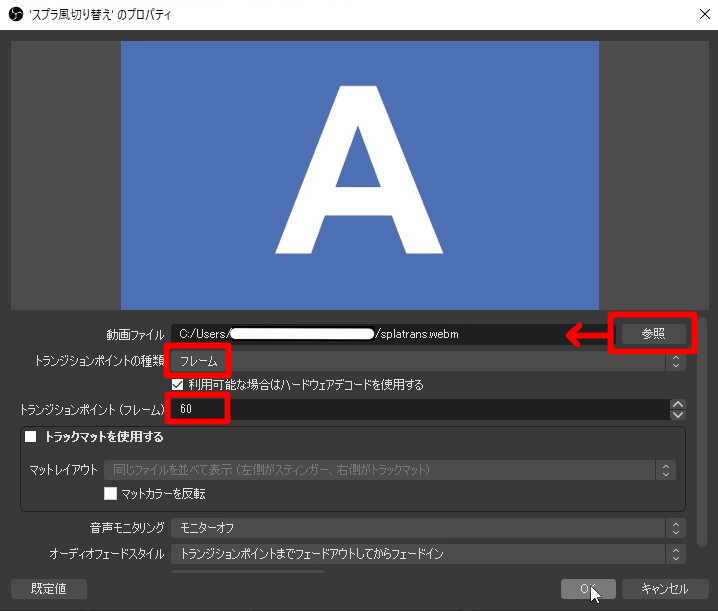 'スプラ風切り替え' のプロパティ
A
動画ファイル C:/Users/ /splatrans.webm 参照
トランジションポイントの種類 フレーム
利用可能な場合はハードウェアデコードを使用する
トランジションポイント (フレーム) 60
トラックマットを使用する
マットレイアウト 同じファイルを並べて表示 (左側がスティンガー、右側がトラックマット)
マットカラーを反転
音声モニタリング モニターオフ
オーディオフェードスタイル トランジションポイントまでフェードアウトしてからフェードイン
既定値 OK キャンセル